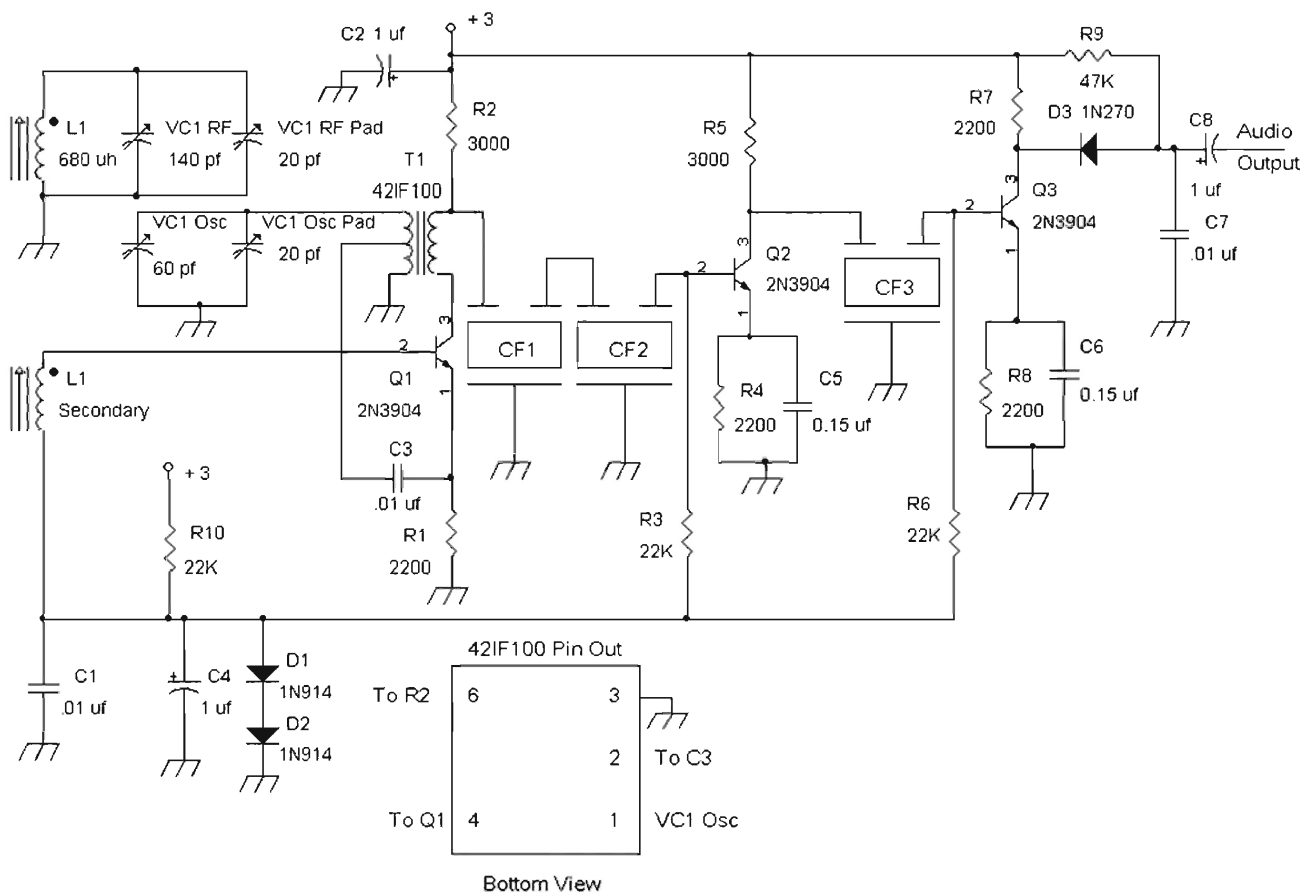 + 3
C2 1 uf
R9
47K
R2
3000
R5
3000
R7
2200
D3 1N270
C8
Audio
Output
1 uf
L1
680 uh
VC1 RF
140 pf
VC1 RF Pad
20 pf
T1
42IF100
VC1 Osc
60 pf
VC1 Osc Pad
20 pf
3
2
1
Q3
2N3904
C7
.01 uf
3
2
1
Q2
2N3904
CF3
3
2
1
Q1
2N3904
CF1
CF2
L1
Secondary
R4
2200
C5
0.15 uf
R8
2200
C6
0.15 uf
C3
.01 uf
+ 3
R10
22K
R1
2200
R3
22K
R6
22K
C1
.01 uf
+
C4
1 uf
D1
1N914
D2
1N914
42IF100 Pin Out
To R2
6
3
2
To C3
To Q1
4
1
VC1 Osc
Bottom View